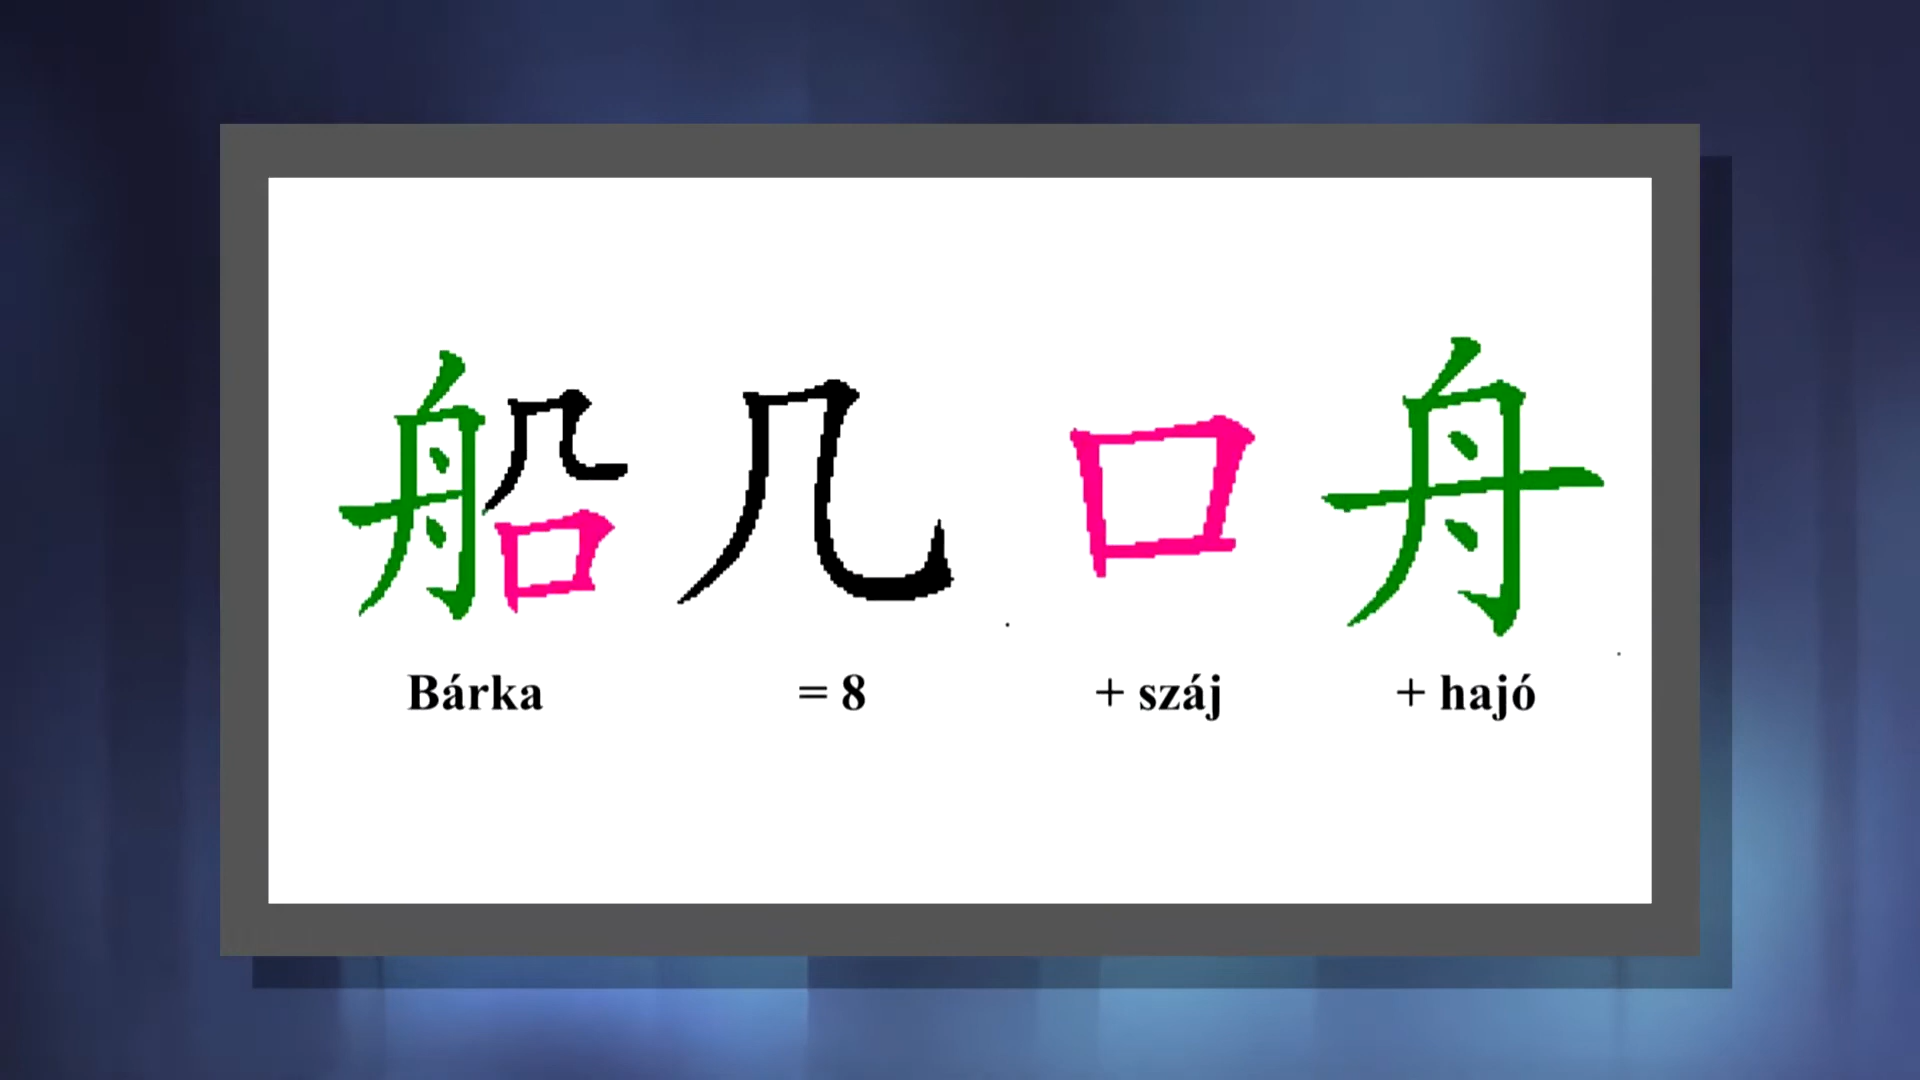 船 几 口 舟
Bárka = 8 + száj + hajó